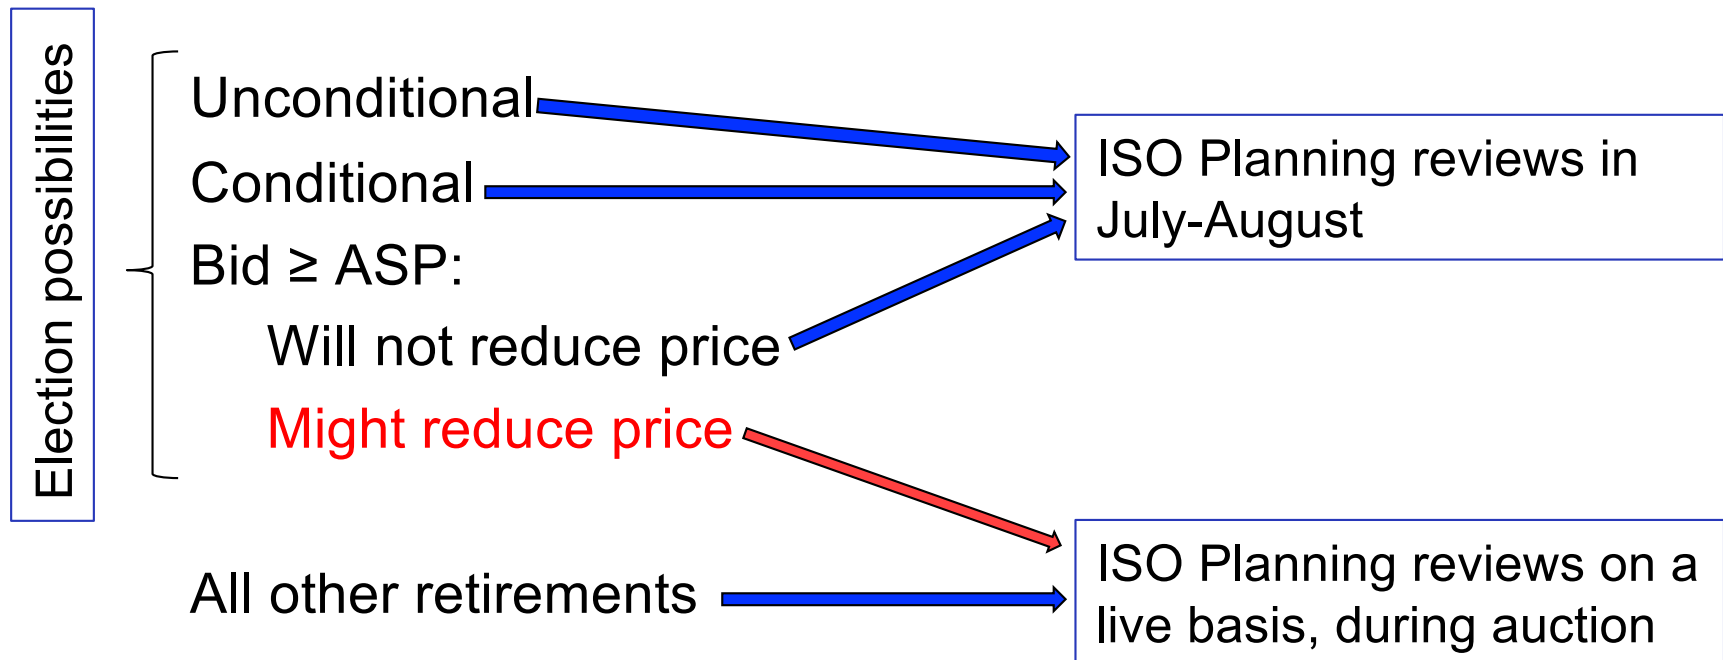 Election possibilities
Unconditional
Conditional
Bid ≥ ASP:
Will not reduce price
Might reduce price
All other retirements
ISO Planning reviews in
July-August
ISO Planning reviews on a
live basis, during auction